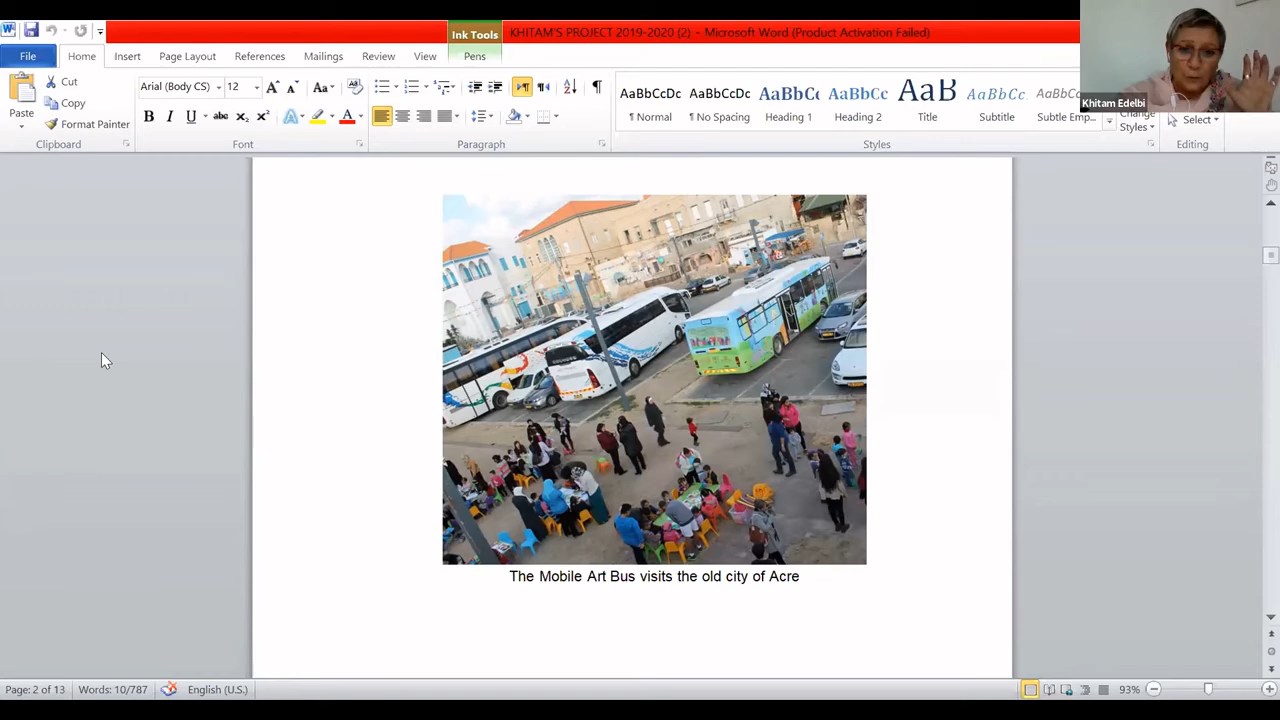 KHITAM'S PROJECT 2019-2020 (2) - Microsoft Word (Product Activation Failed)
Ink Tools
Pens
File Home Insert Page Layout References Mailings Review View
Khitam Edelbi
Paste
Cut
Copy
Format Painter
Clipboard
Arial (Body CS) 12
B I U abc X₂ X²
Font
Paragraph
AaBbCcDc AaBbCcDc AaBbCc AaBbCc AaB AaBbCc. AaBbCcDc
¶ Normal ¶ No Spacing Heading 1 Heading 2 Title Subtitle Subtle Emp...
Change
Styles
Styles
Select
Editing
The Mobile Art Bus visits the old city of Acre
Page: 2 of 13 Words: 10/787 English (U.S.) 93%